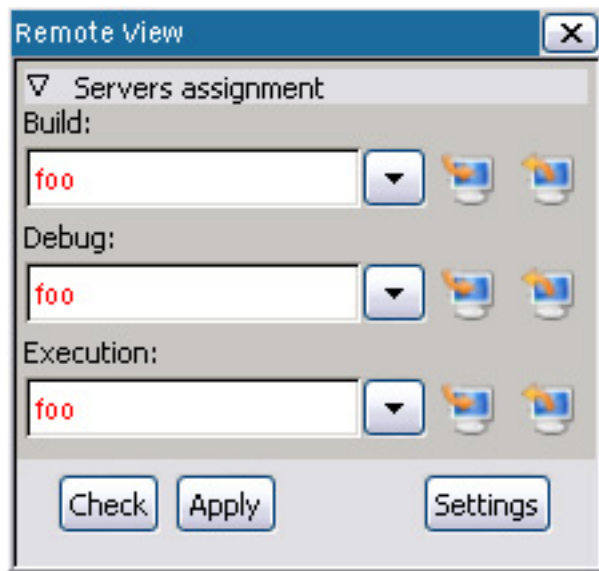 Remote View
Servers assignment
Build:
foo
Debug:
foo
Execution:
foo
Check Apply Settings